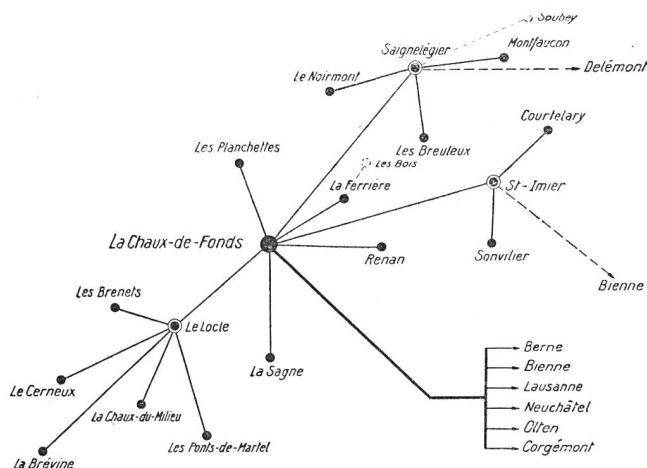 Soubey
Montfaucon
Saignelégier
Le Noirmont
Delémont
Courtelary
Les Planchettes
Les Breuleux
Les Bois
La Ferrière
St-Imier
La Chaux-de-Fonds
Renan
Sonvilier
Bienne
Les Brenets
Le Locle
Berne
Bienne
La Sagne
Le Cerneux
Lausanne
La Chaux-du-Milieu
Neuchâtel
Les Ponts-de-Martel
Olten
La Brévine
Corgémont